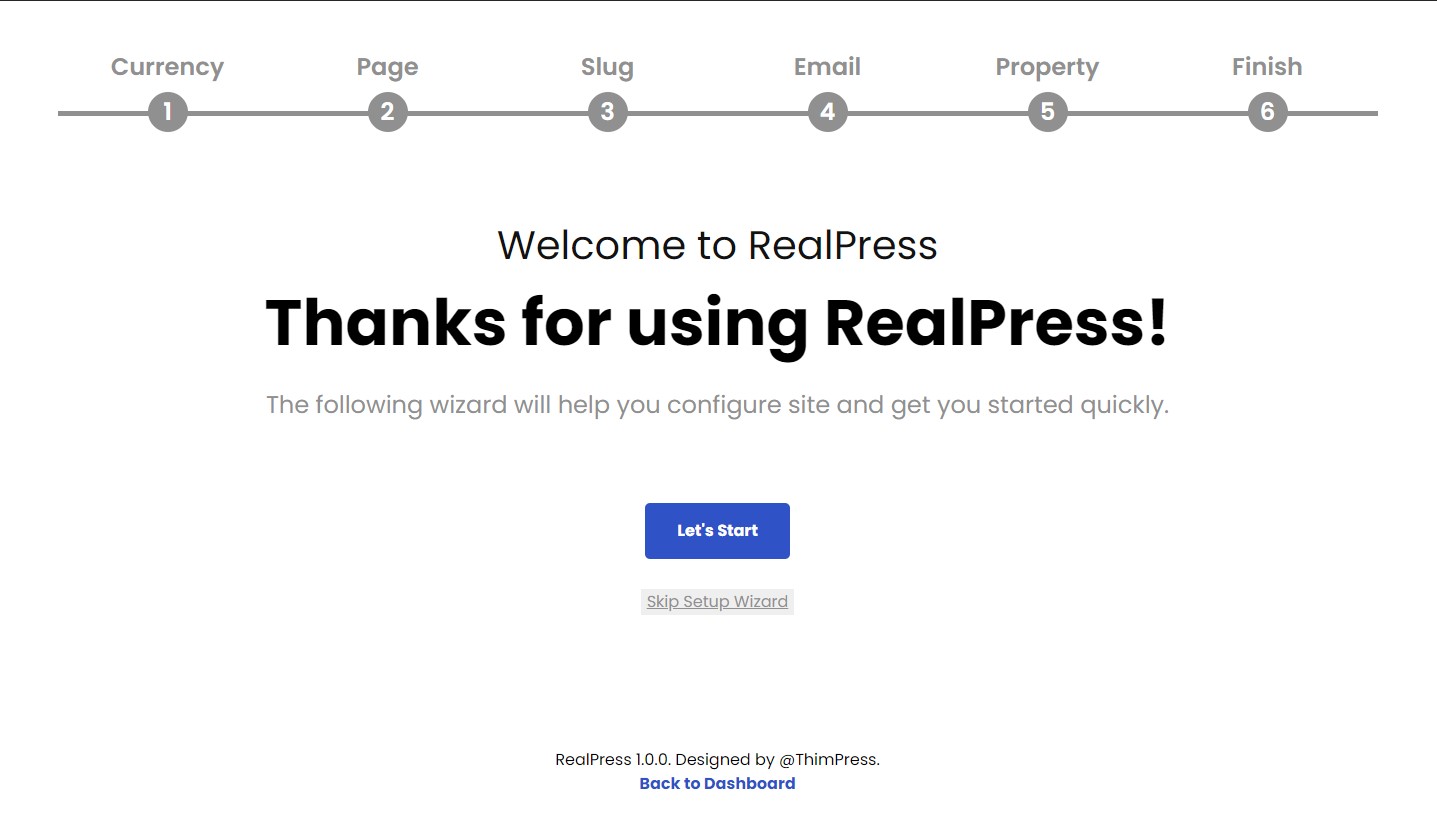 Currency Page Slug Email Property Finish
1 2 3 4 5 6
Welcome to RealPress
Thanks for using RealPress!
The following wizard will help you configure site and get you started quickly.
Let's Start
Skip Setup Wizard
RealPress 1.0.0. Designed by @ThimPress.
Back to Dashboard